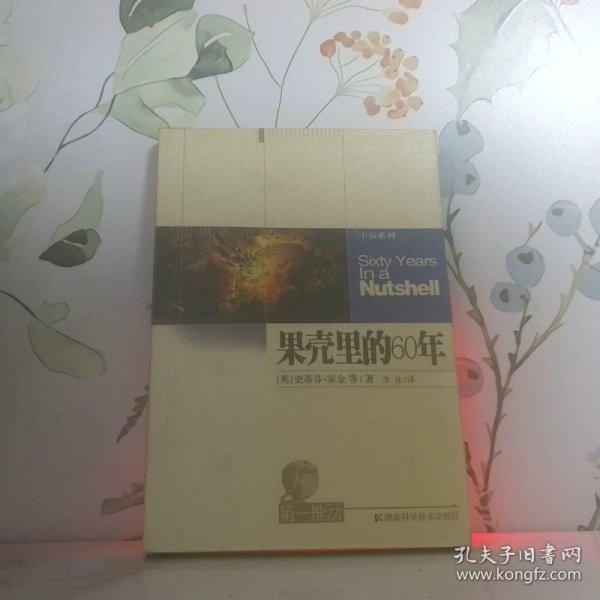 宇宙系列
Sixty Years
In a
Nutshell
果壳里的60年
[英]史蒂芬·霍金 等/著 李泳/译
第一推动
湖南科学技术出版社
孔夫子旧书网
www.kongfz.com